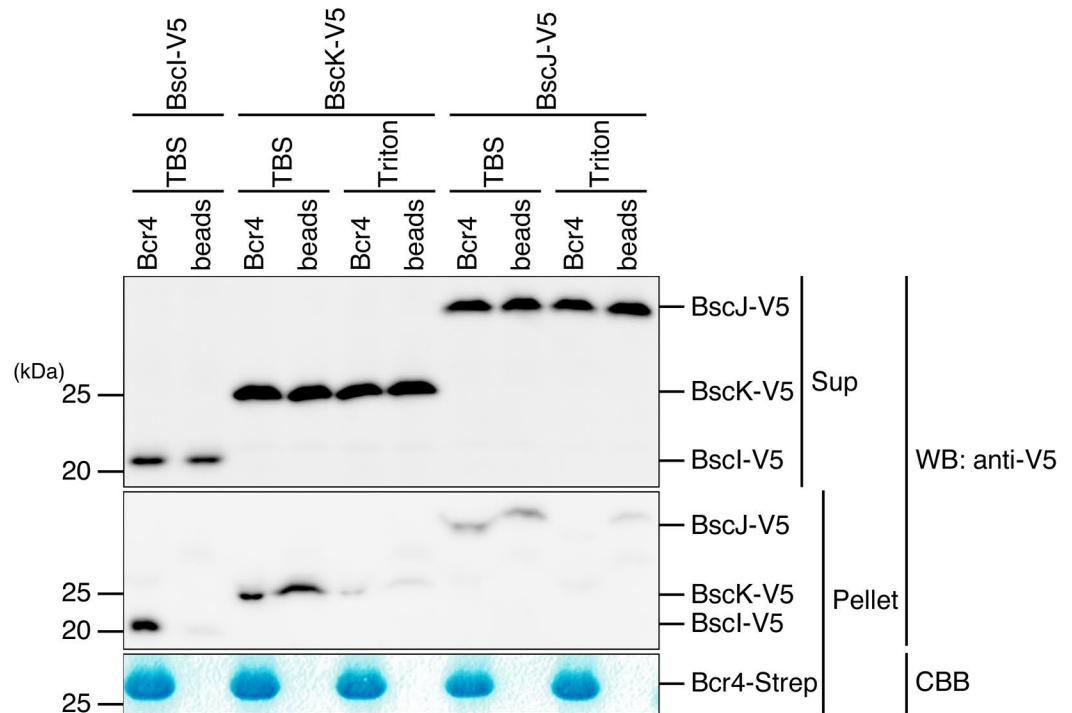 BscI-V5 BscK-V5 BscJ-V5
TBS TBS Triton TBS Triton
Bcr4 beads Bcr4 beads Bcr4 beads Bcr4 beads Bcr4 beads
BscJ-V5
(kDa)
25 BscK-V5 Sup
20 BscI-V5 WB: anti-V5
BscJ-V5
25 BscK-V5 Pellet
20 BscI-V5
Bcr4-Strep CBB
25